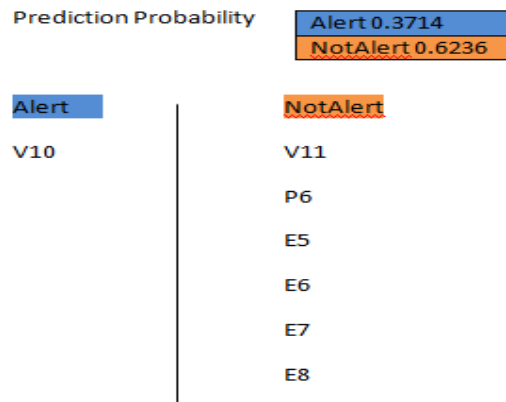 Prediction Probability
Alert 0.3714
NotAlert 0.6236
Alert
NotAlert
V10
V11
P6
E5
E6
E7
E8